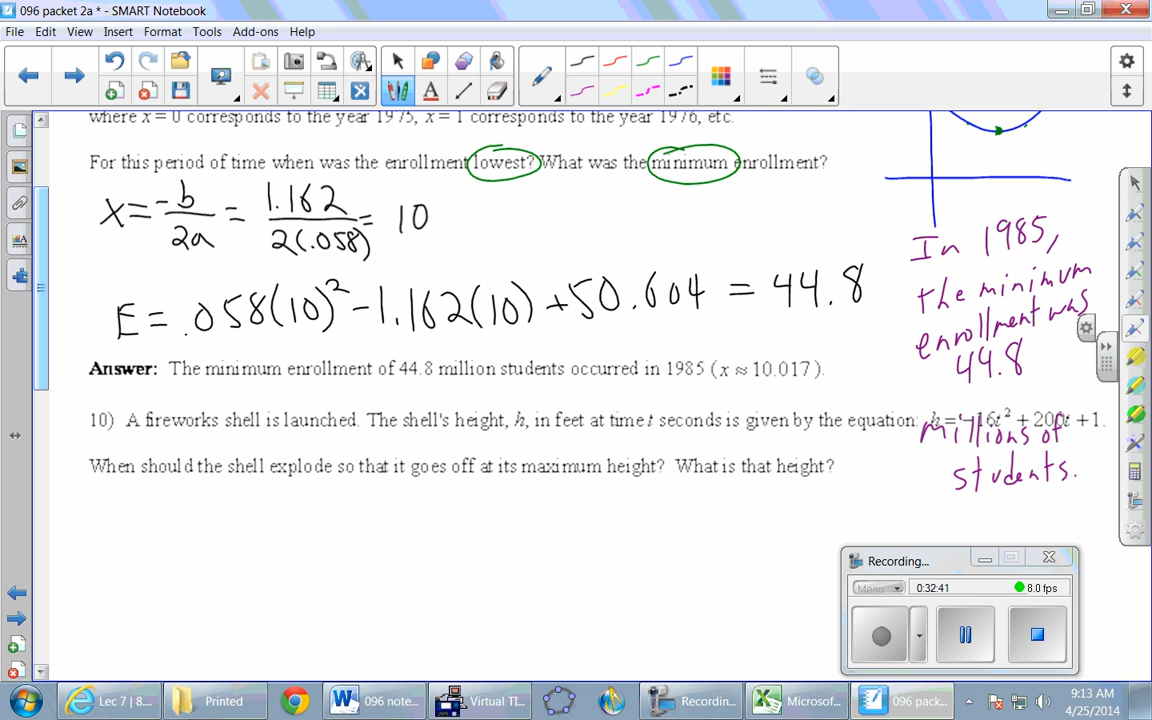 096 packet 2a * - SMART Notebook
File Edit View Insert Format Tools Add-ons Help
where x = 0 corresponds to the year 1975, x = 1 corresponds to the year 1976, etc.
For this period of time when was the enrollment lowest? What was the minimum enrollment?
x = -b/2a = 1.162/2(.058) = 10
E = .058(10)² - 1.162(10) + 50.604 = 44.8
In 1985,
the minimum
enrollment was
44.8
millions of
students.
Answer: The minimum enrollment of 44.8 million students occurred in 1985 (x ≈ 10.017).
10) A fireworks shell is launched. The shell's height, h, in feet at time t seconds is given by the equation: h = -16t² + 200t + 1.
When should the shell explode so that it goes off at its maximum height? What is that height?
Recording...
Menu 0:32:41 8.0 fps
Lec 7 | 8... Printed 096 note... Virtual TI... Recording... Microsof... 096 pack... 9:13 AM
4/25/2014